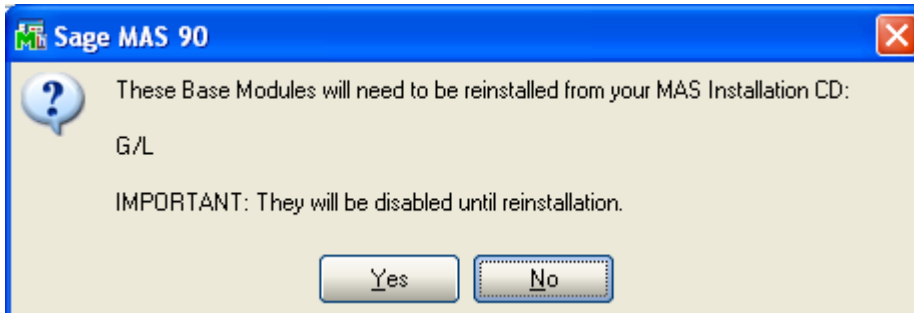 Sage MAS 90
These Base Modules will need to be reinstalled from your MAS Installation CD:
G/L
IMPORTANT: They will be disabled until reinstallation.
Yes No